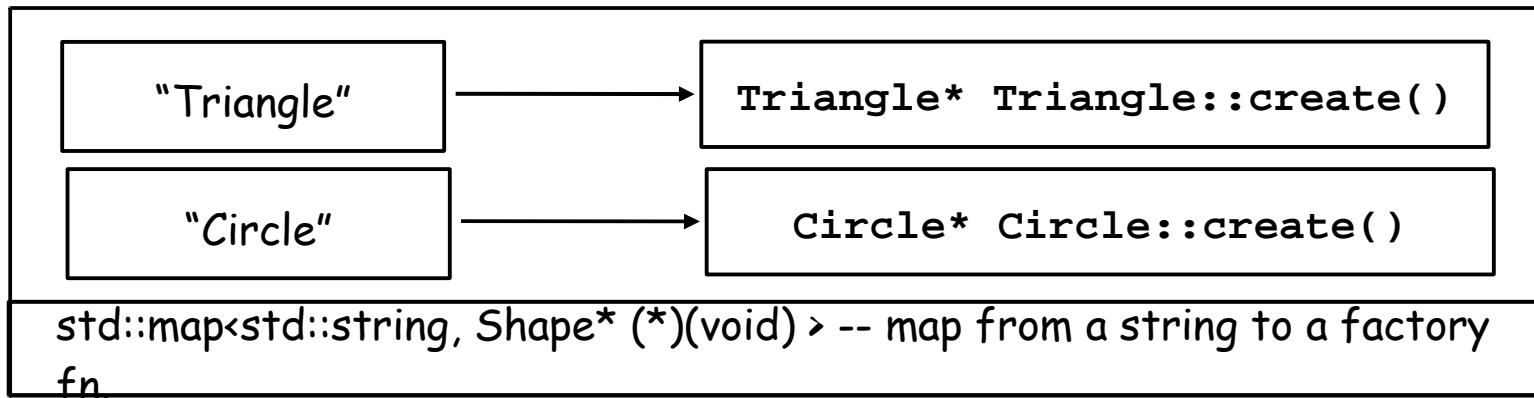 “Triangle”
Triangle* Triangle::create()
“Circle”
Circle* Circle::create()
std::map<std::string, Shape* (*)(void) > -- map from a string to a factory
fn.